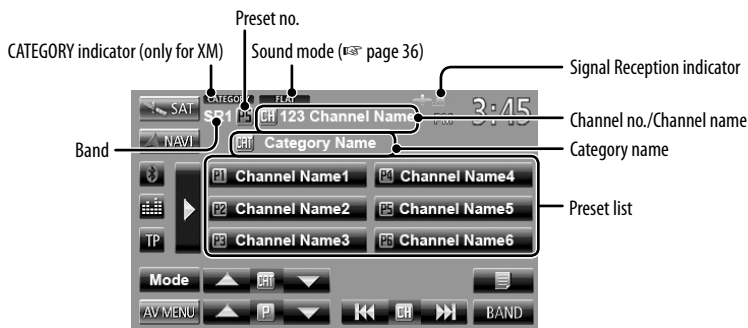 Preset no.
CATEGORY indicator (only for XM)
Sound mode (☞ page 36)
Signal Reception indicator
SAT
CATEGORY
FLAT
SR1 P5 CH 123 Channel Name
PM 3:45
Channel no./Channel name
NAVI
Band
CAT Category Name
Category name
P1 Channel Name1
P4 Channel Name4
P2 Channel Name2
P5 Channel Name5
Preset list
TP
P3 Channel Name3
P6 Channel Name6
Mode
CAT
AV MENU
P
CH
BAND